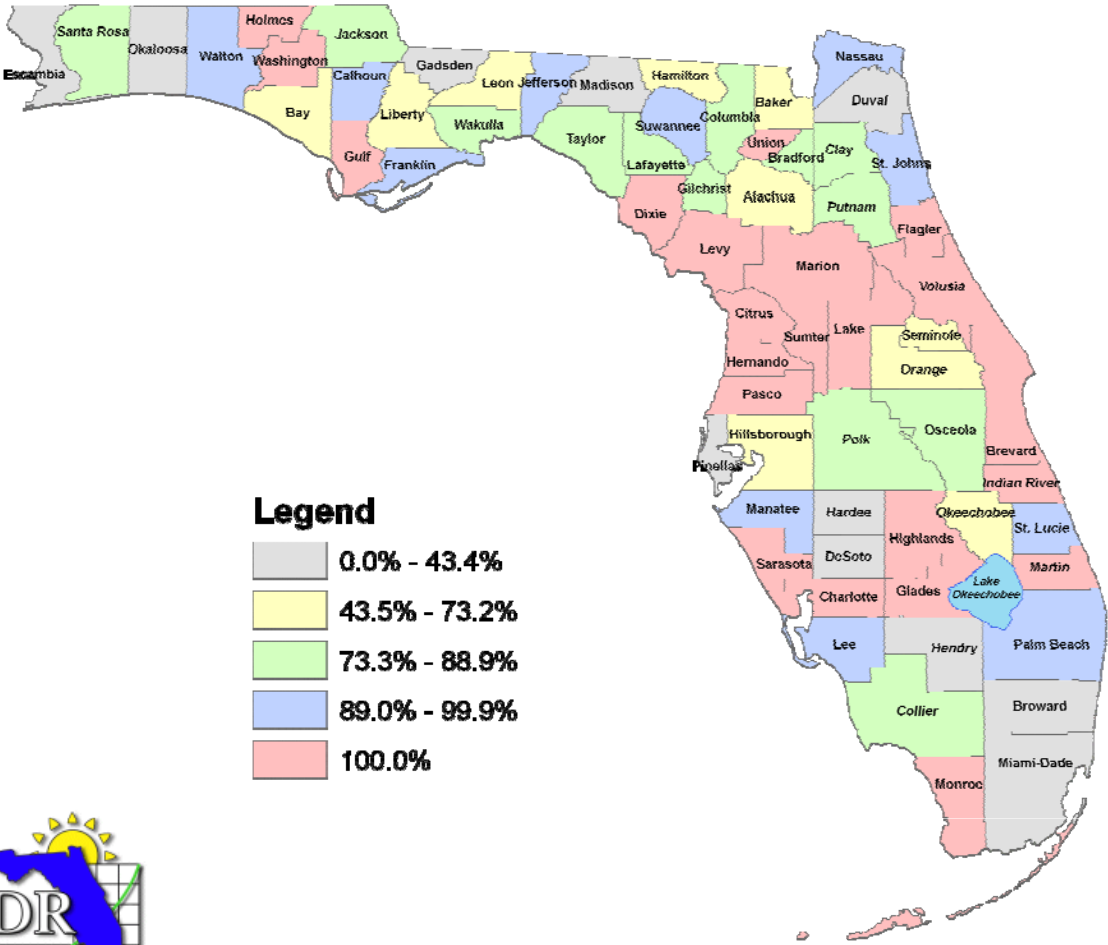 Holmes
Santa Rosa
Jackson
Okaloosa
Walton
Washington
Nassau
Escambia
Calhoun
Gadsden
Leon
Jefferson
Madison
Hamilton
Baker
Duval
Bay
Liberty
Wakulla
Taylor
Suwannee
Columbia
Union
Bradford
Clay
St. Johns
Gulf
Franklin
Lafayette
Gilchrist
Alachua
Putnam
Dixie
Flagler
Levy
Marion
Volusia
Citrus
Sumter
Lake
Seminole
Hernando
Orange
Pasco
Hillsborough
Polk
Osceola
Pinellas
Brevard
Indian River
Manatee
Hardee
Okeechobee
St. Lucie
Highlands
DeSoto
Sarasota
Martin
Lake
Okeechobee
Charlotte
Glades
Lee
Hendry
Palm Beach
Collier
Broward
Miami-Dade
Monroe
Legend
0.0% - 43.4%
43.5% - 73.2%
73.3% - 88.9%
89.0% - 99.9%
100.0%
DR